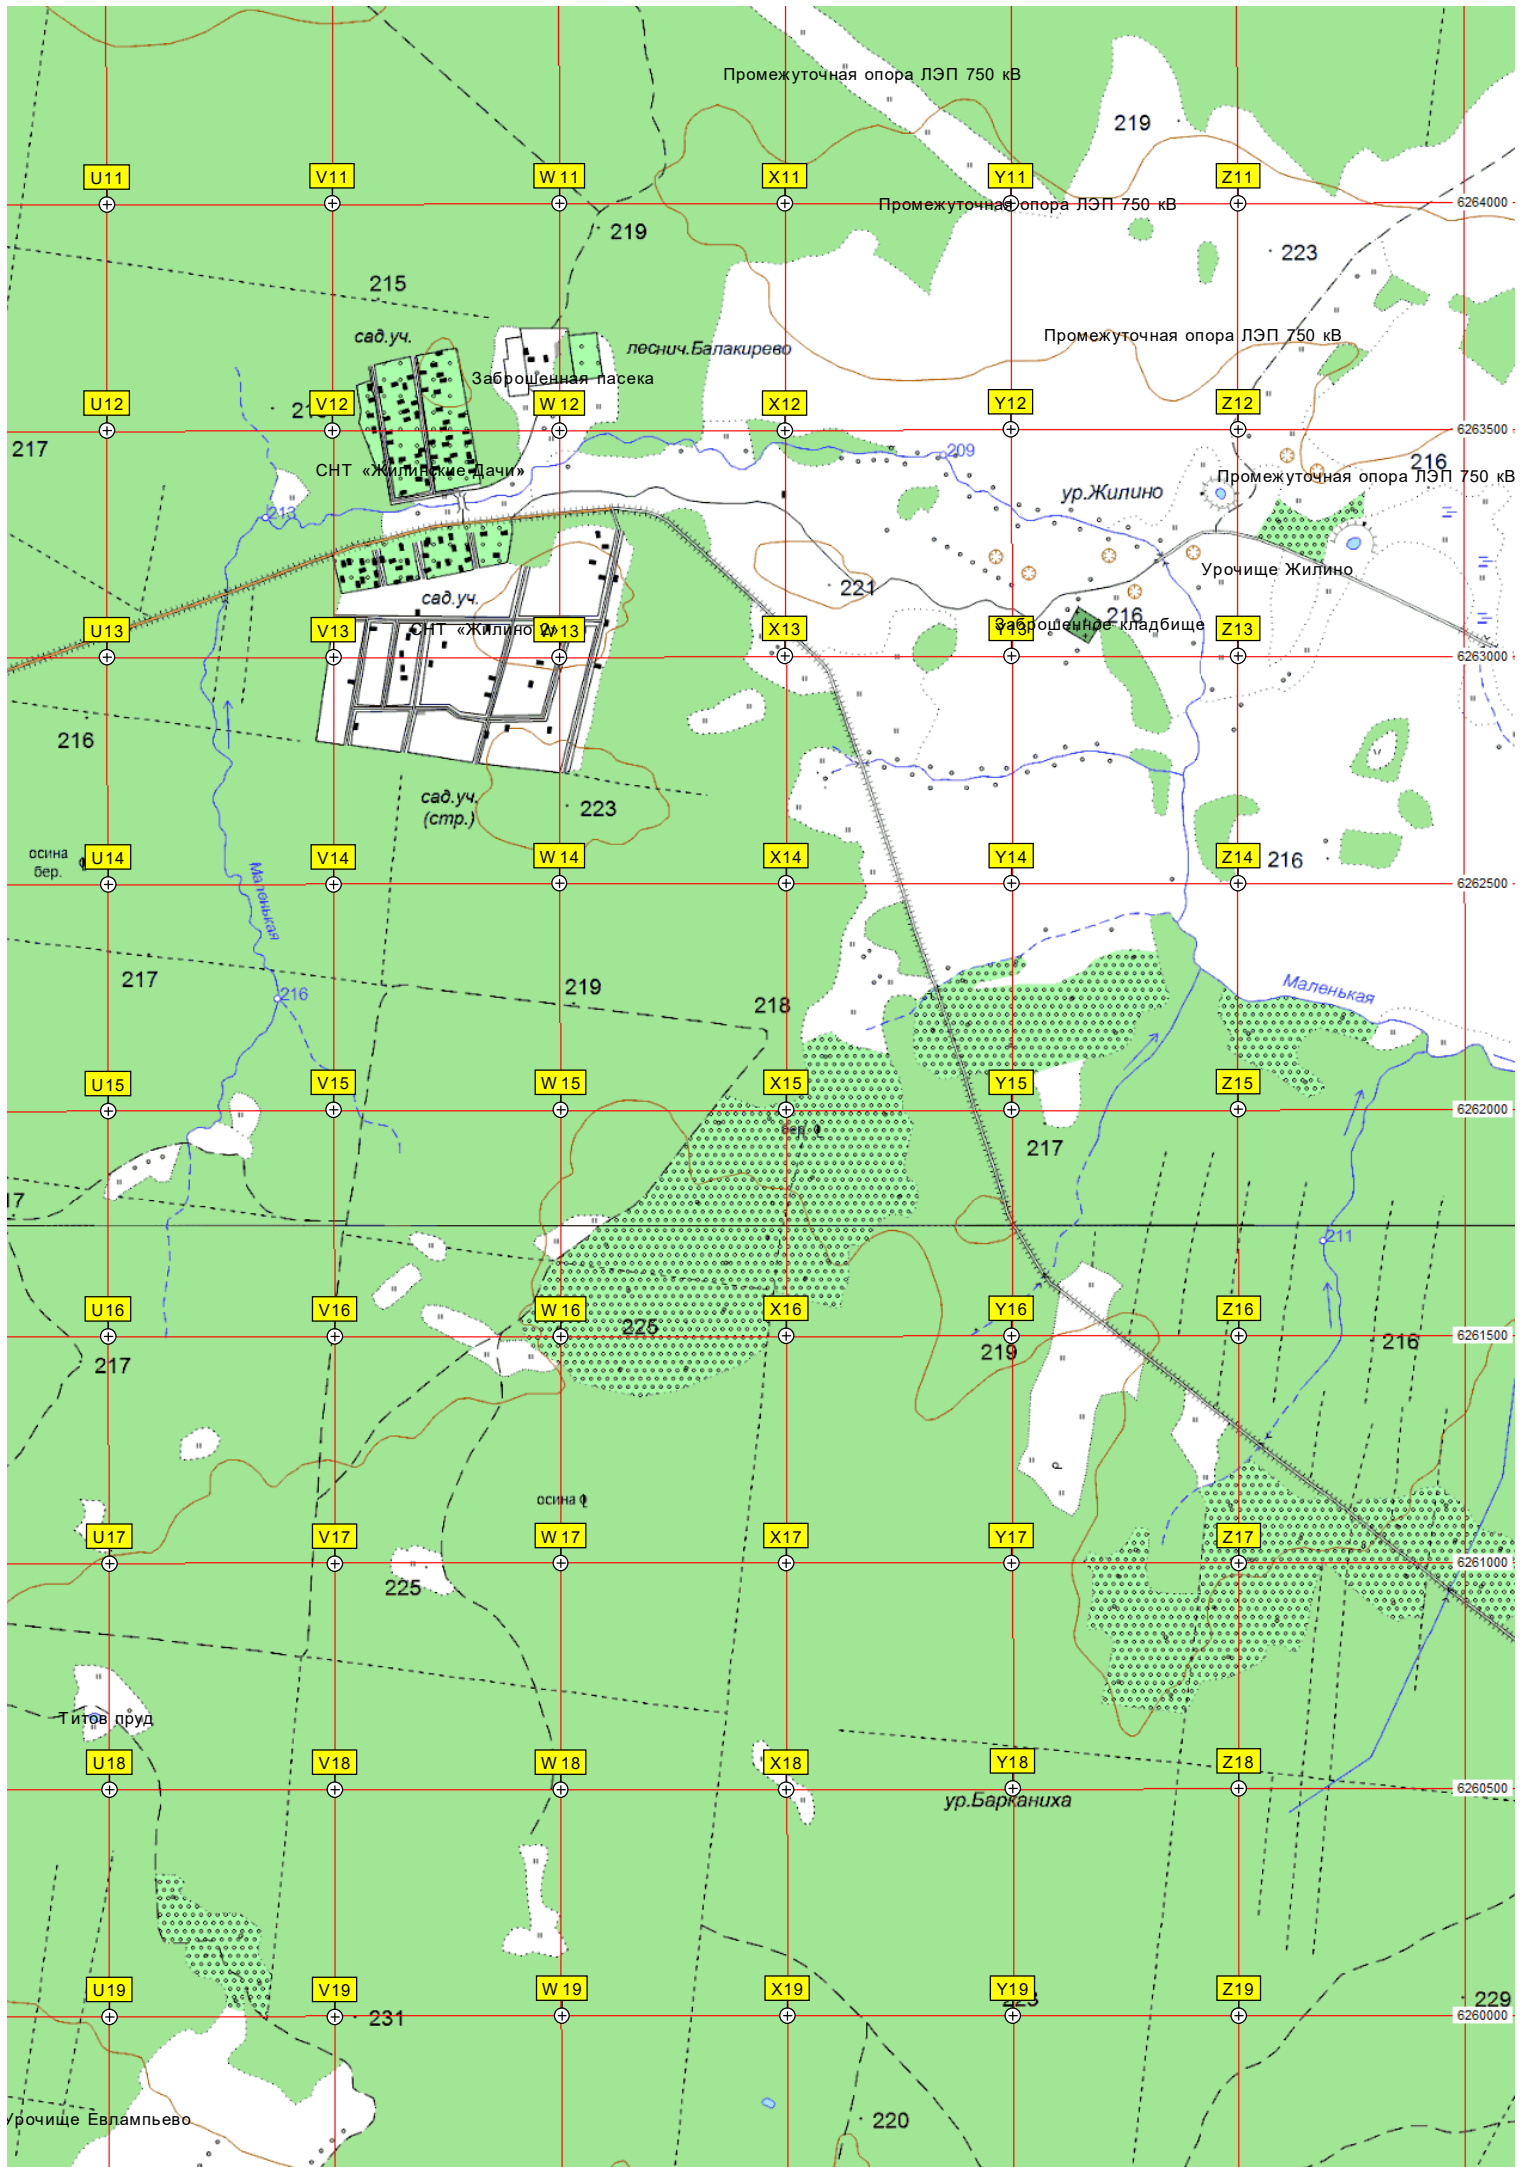 Промежуточная опора ЛЭП 750 кВ
219
U11
V11
W11
X11
Y11
Z11
Промежуточная опора ЛЭП 750 кВ
6264000
219
223
215
сад.уч.
леснич.Балакирево
Промежуточная опора ЛЭП 750 кВ
Заброшенная пасека
U12
V12
W12
X12
Y12
Z12
6263500
217
209
216
СНТ «Жилинские Дачи»
Промежуточная опора ЛЭП 750 кВ
ур.Жилино
213
Урочище Жилино
221
сад.уч.
216
U13
V13
СНТ «Жилино 2»
W13
X13
Y13
Заброшенное кладбище
Z13
6263000
216
сад.уч.
(стр.)
223
осина
бер.
U14
V14
W14
X14
Y14
Z14
216
6262500
Маленькая
217
216
219
218
Маленькая
U15
V15
W15
X15
Y15
Z15
6262000
бер.
217
17
211
U16
V16
W16
X16
Y16
Z16
6261500
225
217
219
216
осина
U17
V17
W17
X17
Y17
Z17
6261000
225
Титов пруд
U18
V18
W18
X18
Y18
Z18
6260500
ур.Барканиха
U19
V19
W19
X19
Y19
Z19
229
6260000
231
220
Урочище Евлампьево